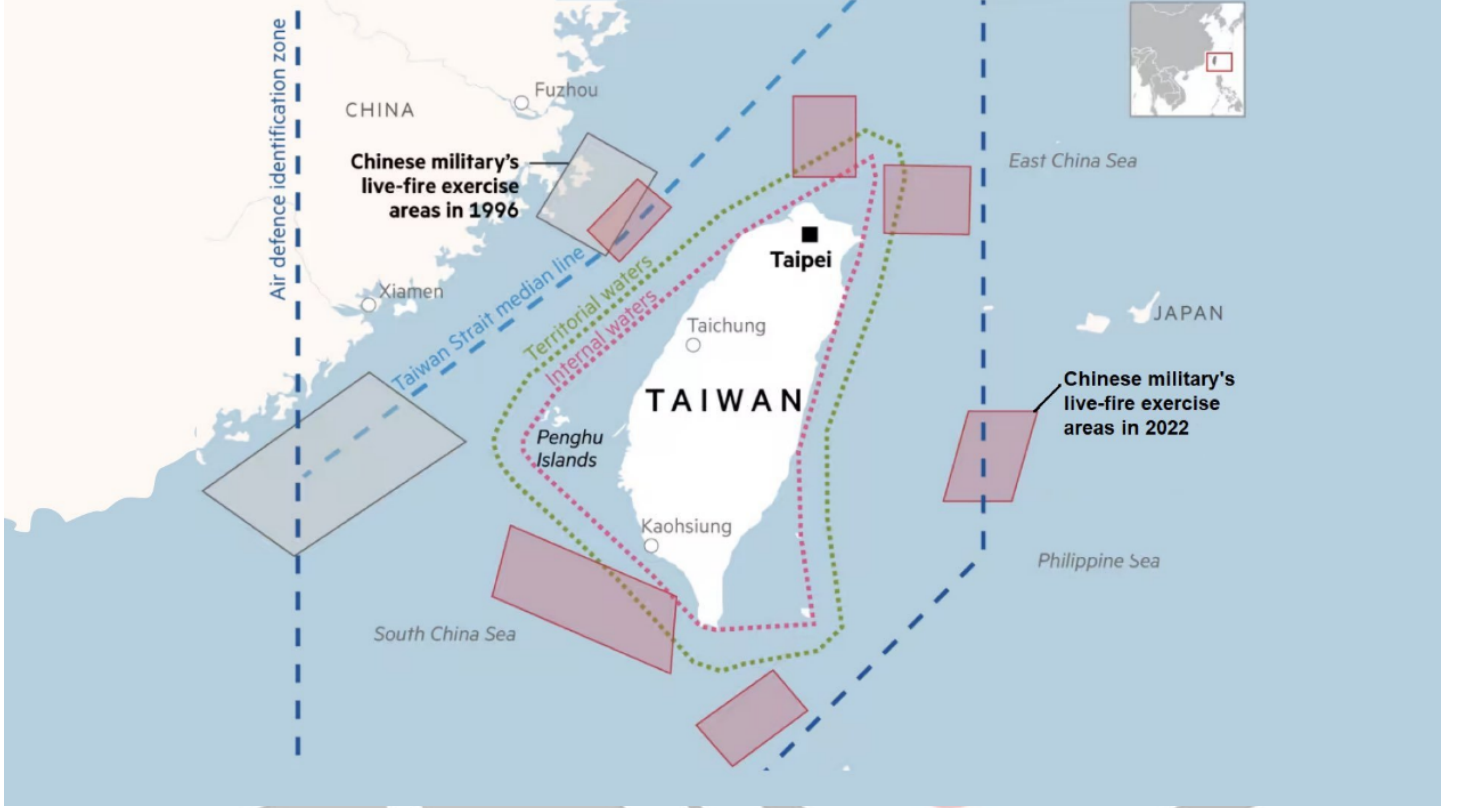 Air defence identification zone
CHINA
Fuzhou
Chinese military's
live-fire exercise
areas in 1996
East China Sea
Taipei
Xiamen
Taiwan Strait median line
Territorial waters
Internal waters
Taichung
JAPAN
TAIWAN
Chinese military's
live-fire exercise
areas in 2022
Penghu
Islands
Kaohsiung
Philippine Sea
South China Sea